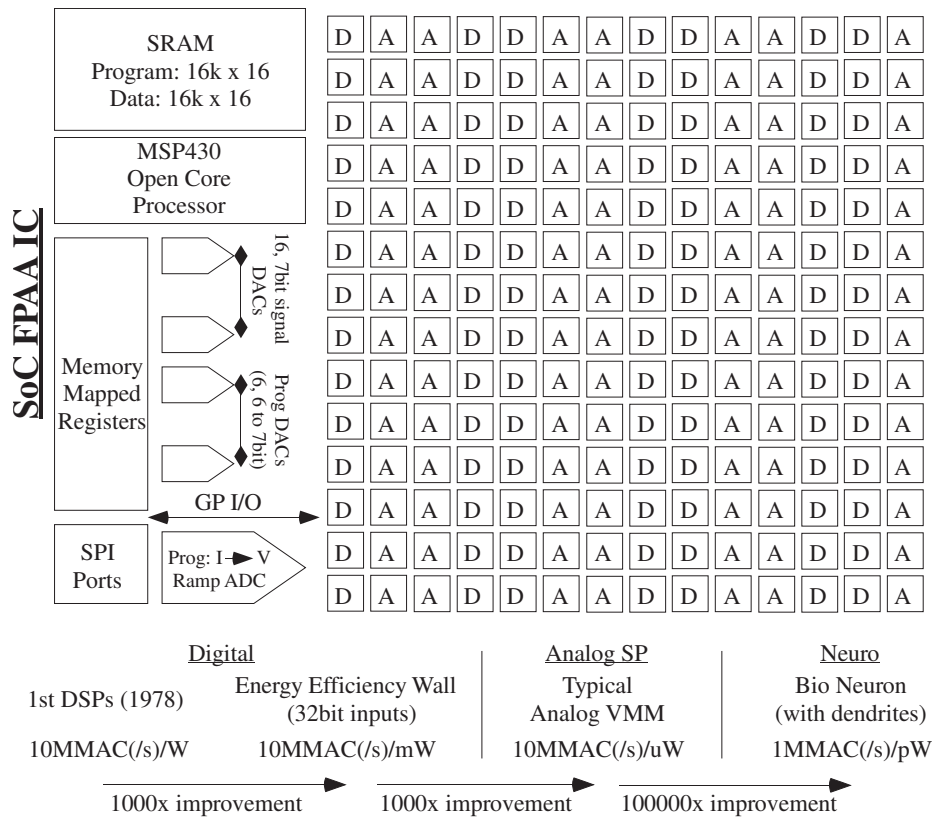 SoC FPAA IC
SRAM
Program: 16k x 16
Data: 16k x 16
MSP430
Open Core
Processor
Memory
Mapped
Registers
16, 7bit signal
DACs
Prog DACs
(6, 6 to 7bit)
GP I/O
SPI
Ports
Prog: I V
Ramp ADC
D A A D D A A D D A A D D A
D A A D D A A D D A A D D A
D A A D D A A D D A A D D A
D A A D D A A D D A A D D A
D A A D D A A D D A A D D A
D A A D D A A D D A A D D A
D A A D D A A D D A A D D A
D A A D D A A D D A A D D A
D A A D D A A D D A A D D A
D A A D D A A D D A A D D A
D A A D D A A D D A A D D A
D A A D D A A D D A A D D A
D A A D D A A D D A A D D A
D A A D D A A D D A A D D A
Digital
1st DSPs (1978)
10MMAC(/s)/W
Energy Efficiency Wall
(32bit inputs)
10MMAC(/s)/mW
Analog SP
Typical
Analog VMM
10MMAC(/s)/uW
Neuro
Bio Neuron
(with dendrites)
1MMAC(/s)/pW
1000x improvement
1000x improvement
100000x improvement